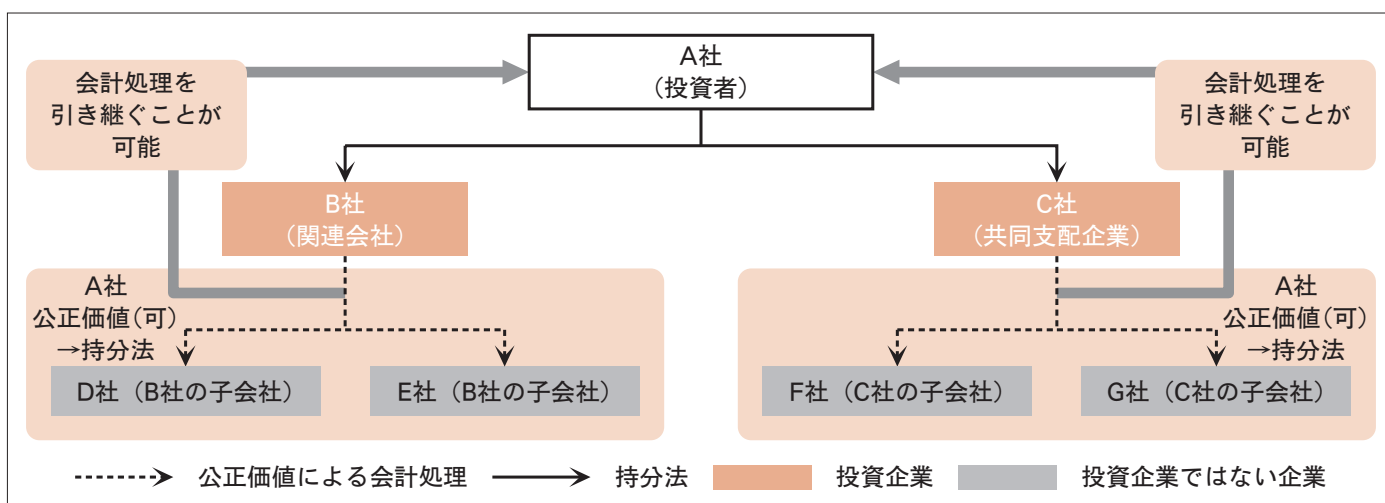 A社
（投資者）
会計処理を
引き継ぐことが
可能
会計処理を
引き継ぐことが
可能
B社
（関連会社）
C社
（共同支配企業）
A社
公正価値（可）
→持分法
A社
公正価値（可）
→持分法
D社（B社の子会社）
E社（B社の子会社）
F社（C社の子会社）
G社（C社の子会社）
公正価値による会計処理
持分法
投資企業
投資企業ではない企業